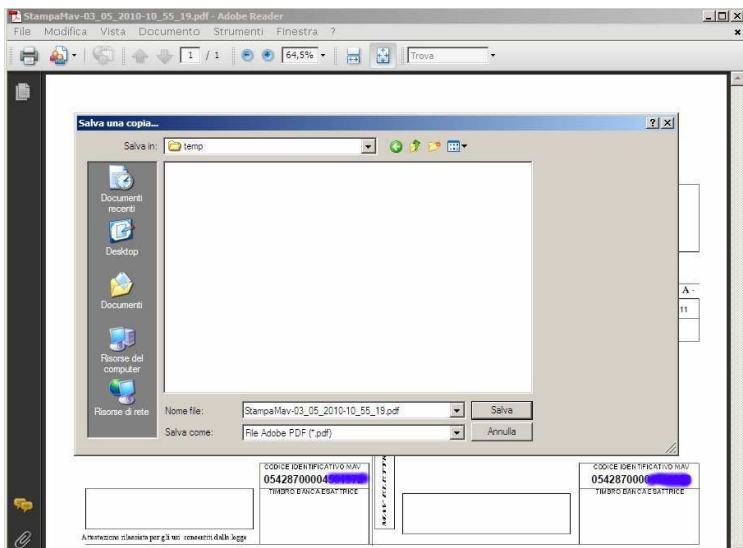 StampaMav-03_05_2010-10_55_19.pdf - Adobe Reader
File Modifica Vista Documento Strumenti Finestra ?
1 / 1 64,5% Trova
Salva una copia...
Salva in: temp
Documenti recenti
Desktop
Documenti
Risorse del computer
Risorse di rete
Nome file: StampaMav-03_05_2010-10_55_19.pdf Salva
Salva come: File Adobe PDF (*.pdf) Annulla
A -
11
CODICE IDENTIFICATIVO MAV CODICE IDENTIFICATIVO MAV
05428700004 0542870000
TIMBRO BANCA ESATTRICE TIMBRO BANCA ESATTRICE
Attestazione rilasciata per gli usi consentiti dalla legge